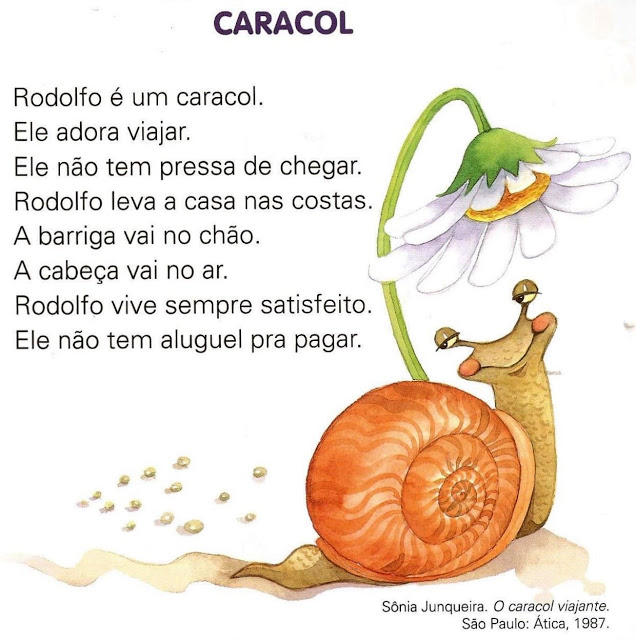 CARACOL
Rodolfo é um caracol.
Ele adora viajar.
Ele não tem pressa de chegar.
Rodolfo leva a casa nas costas.
A barriga vai no chão.
A cabeça vai no ar.
Rodolfo vive sempre satisfeito.
Ele não tem aluguel pra pagar.
Sônia Junqueira. O caracol viajante.
São Paulo: Ática, 1987.